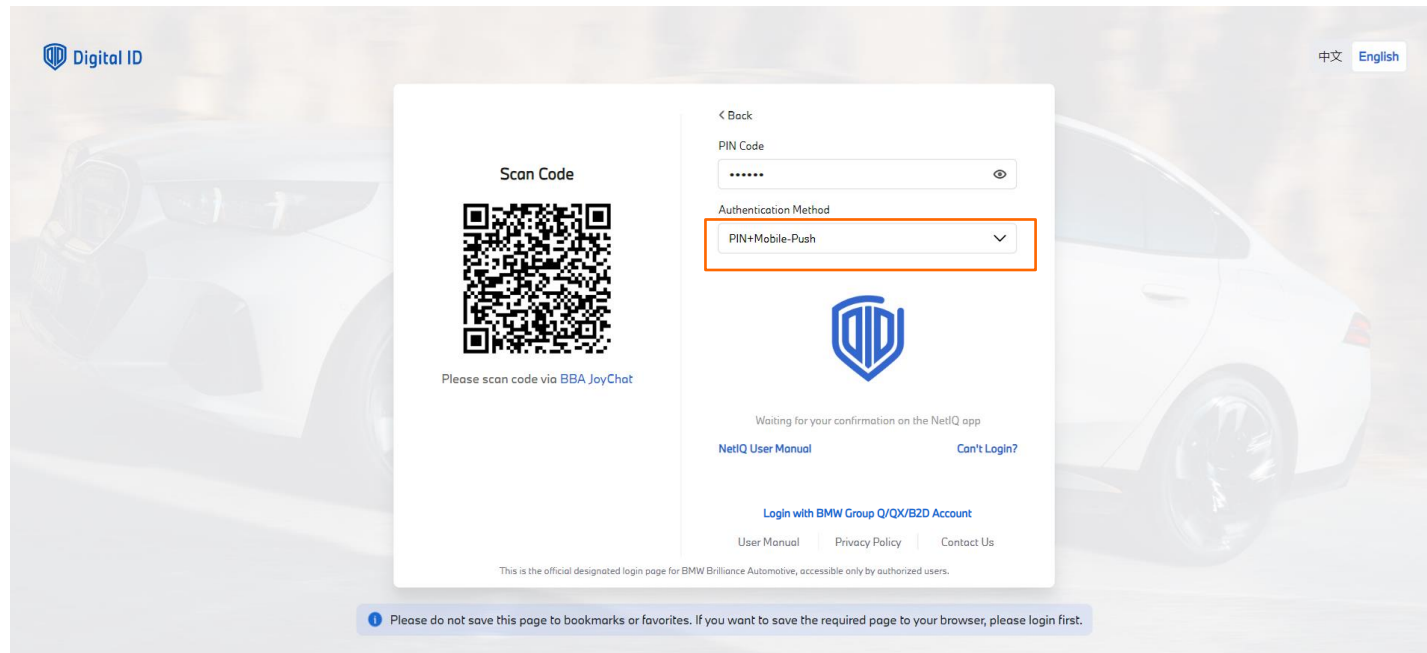 Digital ID
中文 English
Scan Code
Please scan code via BBA JoyChat
< Back
PIN Code
••••••
Authentication Method
PIN+Mobile-Push
Waiting for your confirmation on the NetIQ app
NetIQ User Manual Can't Login?
Login with BMW Group Q/QX/B2D Account
User Manual Privacy Policy Contact Us
This is the official designated login page for BMW Brilliance Automotive, accessible only by authorized users.
Please do not save this page to bookmarks or favorites. If you want to save the required page to your browser, please login first.